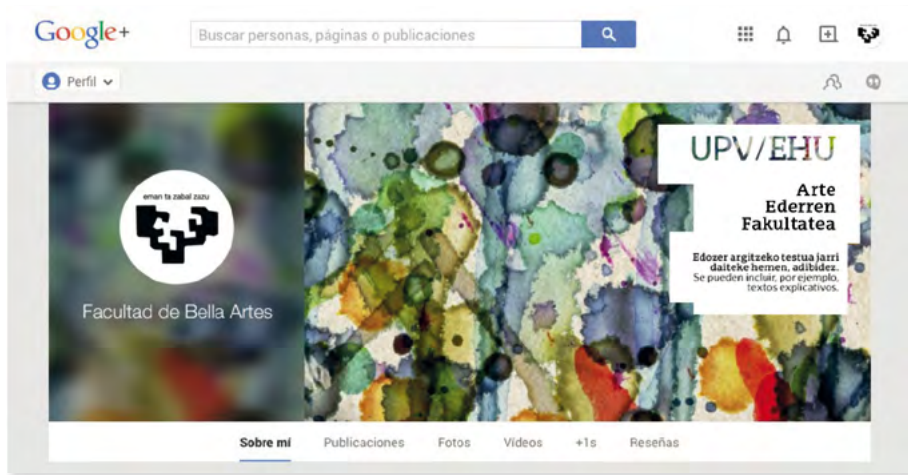 Google+
Buscar personas, páginas o publicaciones
Perfil
eman ta zabal zazu
Facultad de Bella Artes
UPV/EHU
Arte
Ederren
Fakultatea
Edozer argitzeko testua jarri
daiteke hemen, adibidez.
Se pueden incluir, por ejemplo,
textos explicativos.
Sobre mí Publicaciones Fotos Vídeos +1s Reseñas